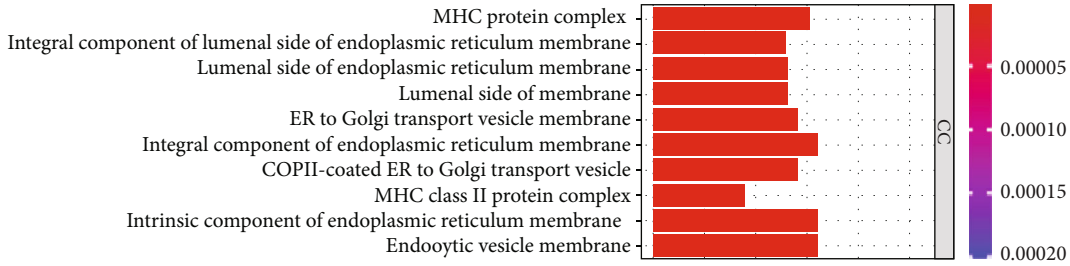 MHC protein complex
Integral component of lumenal side of endoplasmic reticulum membrane
Lumenal side of endoplasmic reticulum membrane
Lumenal side of membrane
ER to Golgi transport vesicle membrane
Integral component of endoplasmic reticulum membrane
COPII-coated ER to Golgi transport vesicle
MHC class II protein complex
Intrinsic component of endoplasmic reticulum membrane
Endooytic vesicle membrane
CC
0.00005
0.00010
0.00015
0.00020